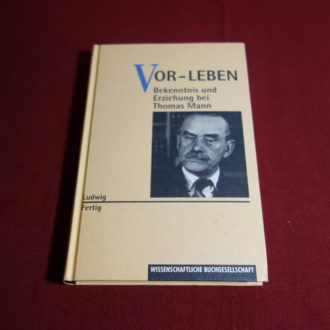 VOR-LEBEN
Bekenntnis und
Erziehung bei
Thomas Mann
Ludwig
Fertig
WISSENSCHAFTLICHE BUCHGESELLSCHAFT